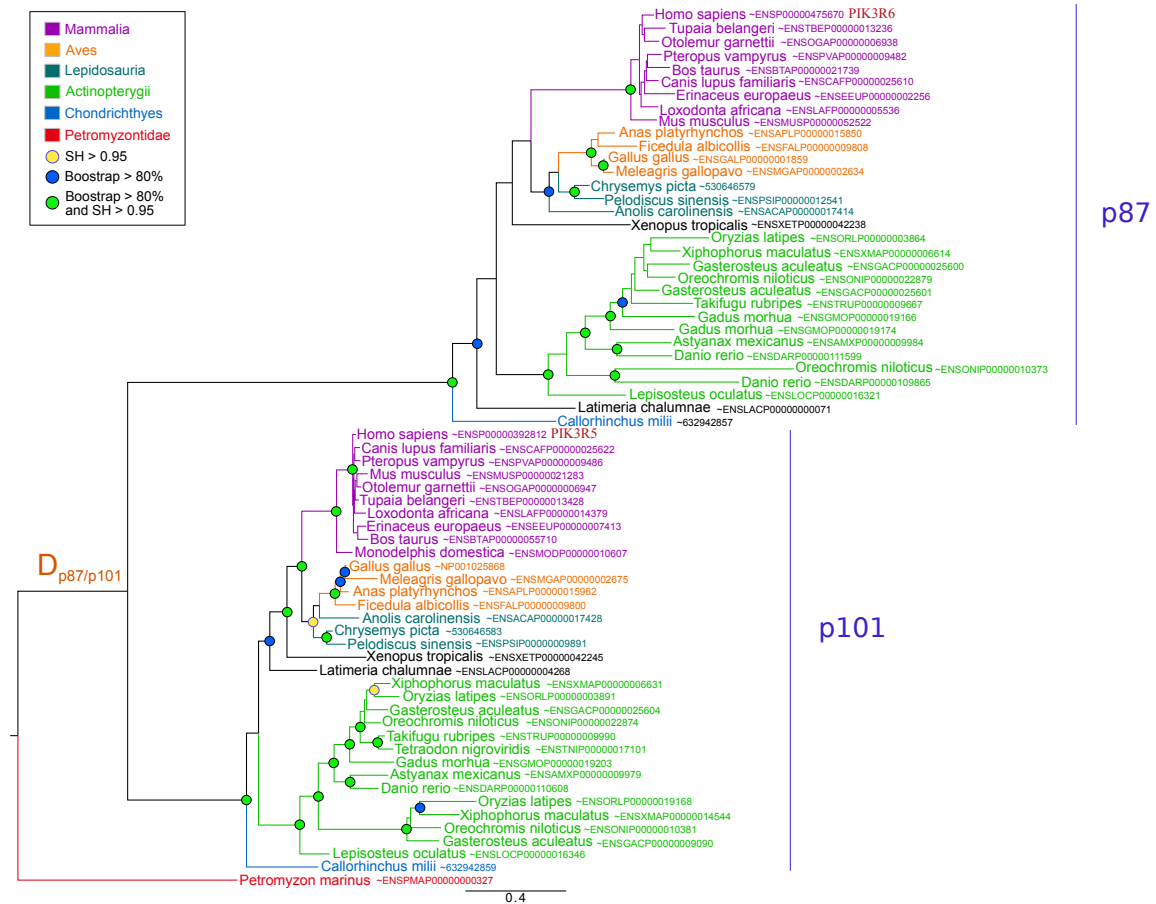 Mammalia
Aves
Lepidosauria
Actinopterygii
Chondrichthyes
Petromyzontidae
SH > 0.95
Boostrap > 80%
Boostrap > 80%
and SH > 0.95
Homo sapiens ~ENSP00000475670 PIK3R6
Tupaia belangeri ~ENSTBEP00000013236
Otolemur garnettii ~ENSOGAP00000006938
Pteropus vampyrus ~ENSPVAP00000009482
Bos taurus ~ENSBTAP00000021739
Canis lupus familiaris ~ENSCAFP00000025610
Erinaceus europaeus ~ENSEEUP00000002256
Loxodonta africana ~ENSLAFP00000005536
Mus musculus ~ENSMUSP00000052522
Anas platyrhynchos ~ENSAPLP00000015850
Ficedula albicollis ~ENSFALP00000009808
Gallus gallus ~ENSGALP00000001859
Meleagris gallopavo ~ENSMGAP00000002634
Chrysemys picta ~530646579
Pelodiscus sinensis ~ENSPSIP00000012541
Anolis carolinensis ~ENSACAP00000017414
Xenopus tropicalis ~ENSXETP00000042238
Oryzias latipes ~ENSORLP00000003864
Xiphophorus maculatus ~ENSXMAP00000006614
Gasterosteus aculeatus ~ENSGACP00000025600
Oreochromis niloticus ~ENSONIP00000022879
Gasterosteus aculeatus ~ENSGACP00000025601
Takifugu rubripes ~ENSTRUP00000009667
Gadus morhua ~ENSGMOP00000019166
Gadus morhua ~ENSGMOP00000019174
Astyanax mexicanus ~ENSAMXP00000009984
Danio rerio ~ENSDARP00000111599
Oreochromis niloticus ~ENSONIP00000010373
Danio rerio ~ENSDARP00000109865
Lepisosteus oculatus ~ENSLOCP00000016321
Latimeria chalumnae ~ENSLACP00000000071
Callorhinchus milii ~632942857
p87
Homo sapiens ~ENSP00000392812 PIK3R5
Canis lupus familiaris ~ENSCAFP00000025622
Pteropus vampyrus ~ENSPVAP00000009486
Mus musculus ~ENSMUSP00000021283
Otolemur garnettii ~ENSOGAP00000006947
Tupaia belangeri ~ENSTBEP00000013428
Loxodonta africana ~ENSLAFP00000014379
Erinaceus europaeus ~ENSEEUP00000007413
Bos taurus ~ENSBTAP00000055710
Monodelphis domestica ~ENSMODP00000010607
Gallus gallus ~NP001025868
Meleagris gallopavo ~ENSMGAP00000002675
Anas platyrhynchos ~ENSAPLP00000015962
Ficedula albicollis ~ENSFALP00000009800
Anolis carolinensis ~ENSACAP00000017428
Chrysemys picta ~530646583
Pelodiscus sinensis ~ENSPSIP00000009891
Xenopus tropicalis ~ENSXETP00000042245
Latimeria chalumnae ~ENSLACP00000004268
Xiphophorus maculatus ~ENSXMAP00000006631
Oryzias latipes ~ENSORLP00000003891
Gasterosteus aculeatus ~ENSGACP00000025604
Oreochromis niloticus ~ENSONIP00000022874
Takifugu rubripes ~ENSTRUP00000009990
Tetraodon nigroviridis ~ENSTNIP00000017101
Gadus morhua ~ENSGMOP00000019203
Astyanax mexicanus ~ENSAMXP00000009979
Danio rerio ~ENSDARP00000110608
Oryzias latipes ~ENSORLP00000019168
Xiphophorus maculatus ~ENSXMAP00000014544
Oreochromis niloticus ~ENSONIP00000010381
Gasterosteus aculeatus ~ENSGACP00000009090
Lepisosteus oculatus ~ENSLOCP00000016346
Callorhinchus milii ~632942859
p101
D p87/p101
Petromyzon marinus ~ENSPMAP00000000327
0.4